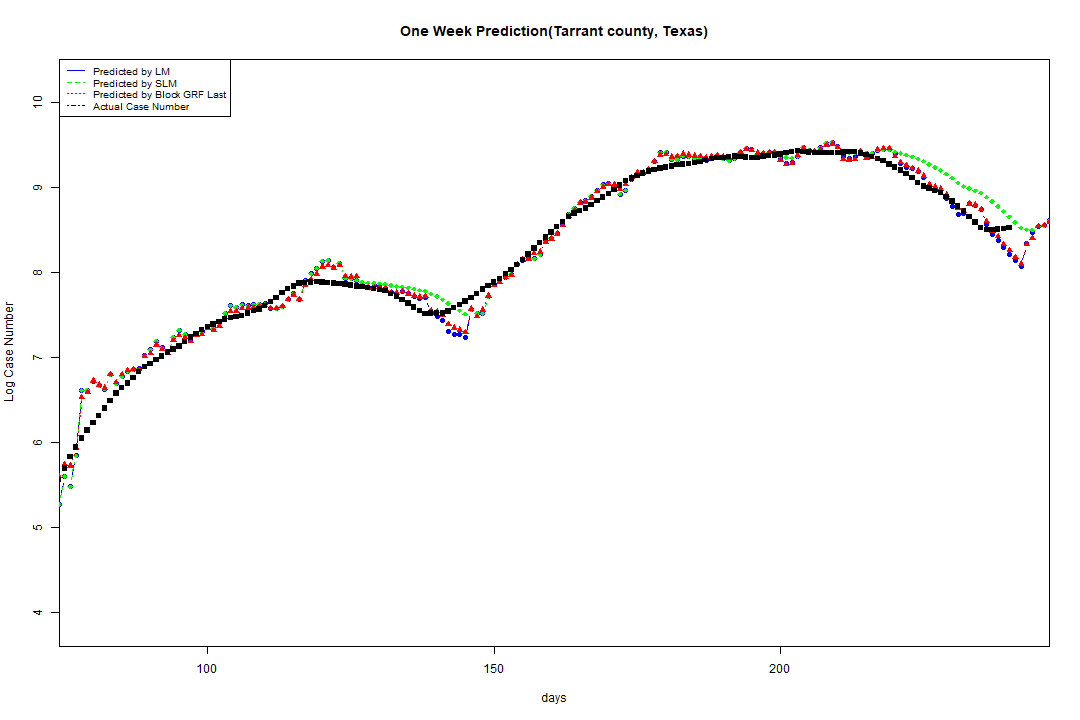 One Week Prediction(Tarrant county, Texas)
Predicted by LM
Predicted by SLM
Predicted by Block GRF Last
Actual Case Number
10
9
8
7
6
5
4
Log Case Number
100
150
200
days